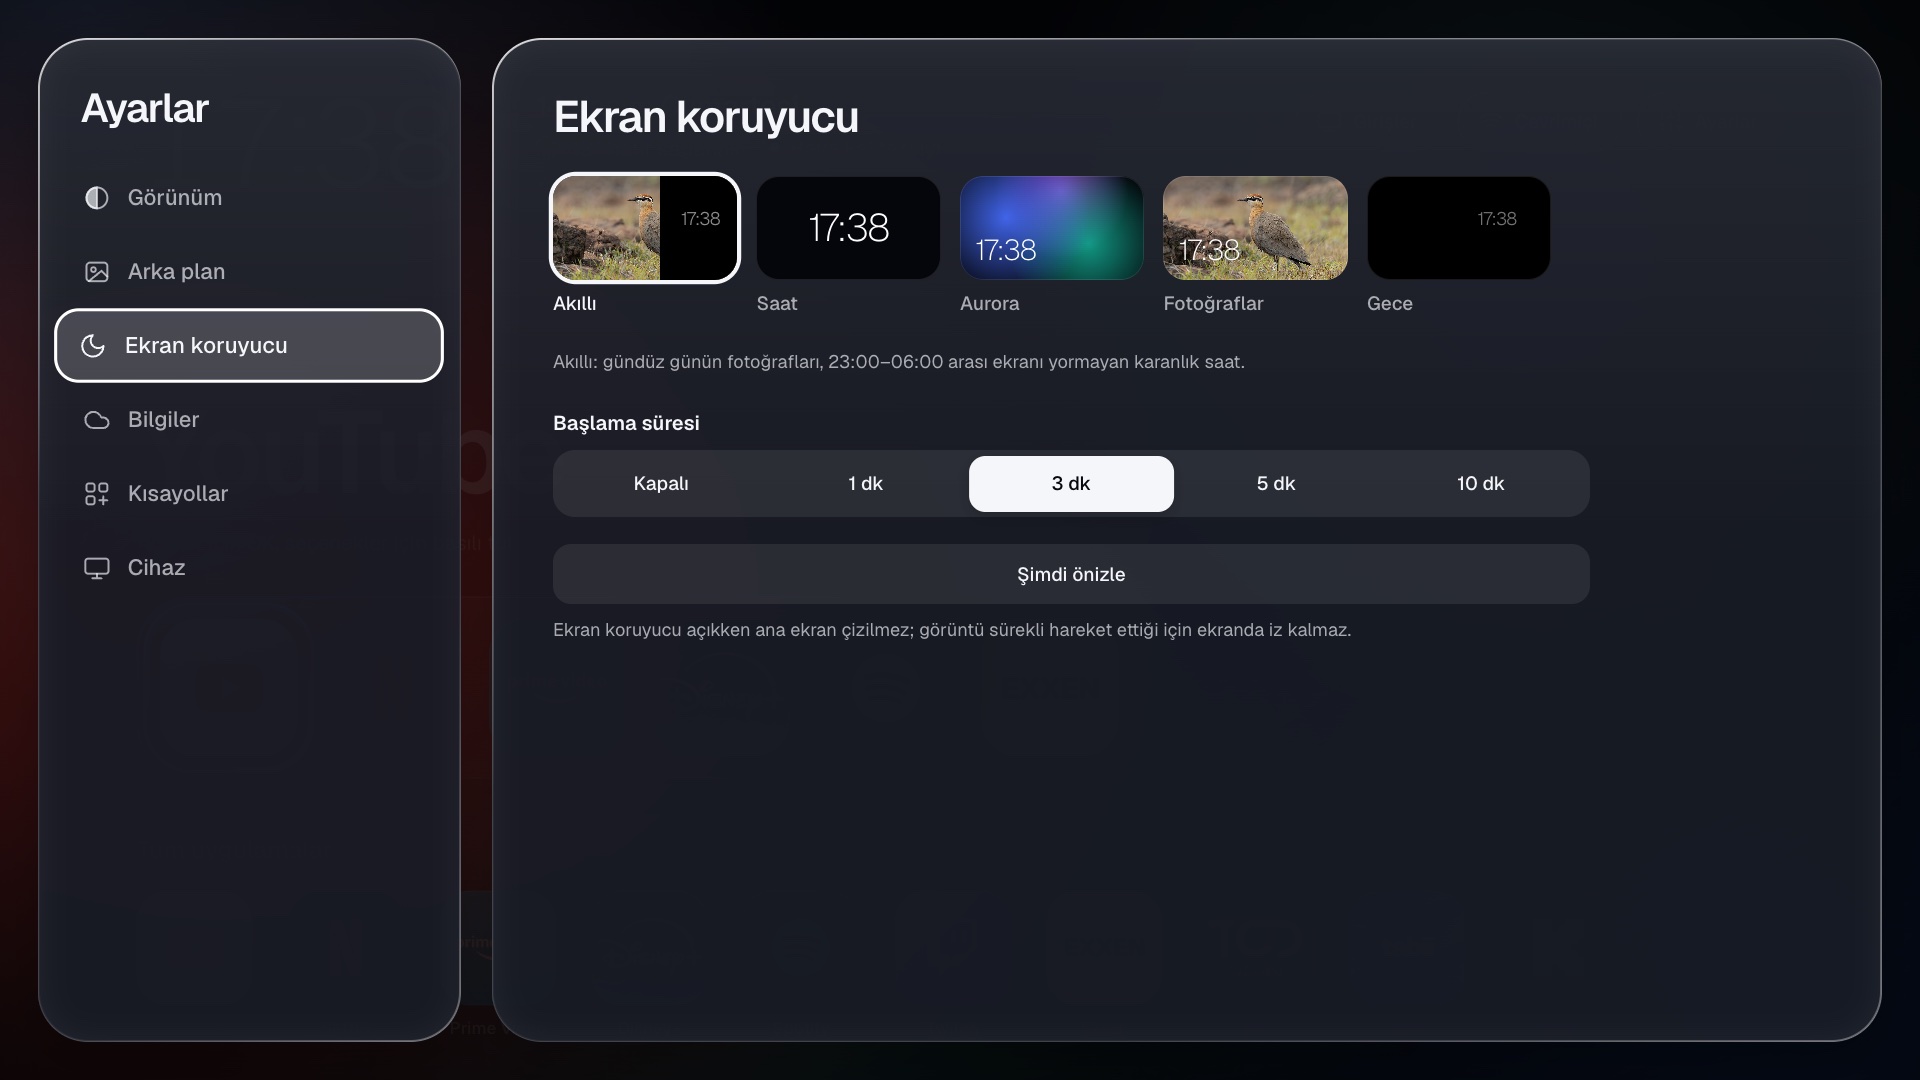 Ayarlar
Görünüm
Arka plan
Ekran koruyucu
Bilgiler
Kısayollar
Cihaz
Ekran koruyucu
17:38
17:38
17:38
17:38
17:38
Akıllı
Saat
Aurora
Fotoğraflar
Gece
Akıllı: gündüz günün fotoğrafları, 23:00–06:00 arası ekranı yormayan karanlık saat.
Başlama süresi
Kapalı
1 dk
3 dk
5 dk
10 dk
Şimdi önizle
Ekran koruyucu açıkken ana ekran çizilmez; görüntü sürekli hareket ettiği için ekranda iz kalmaz.
Prime